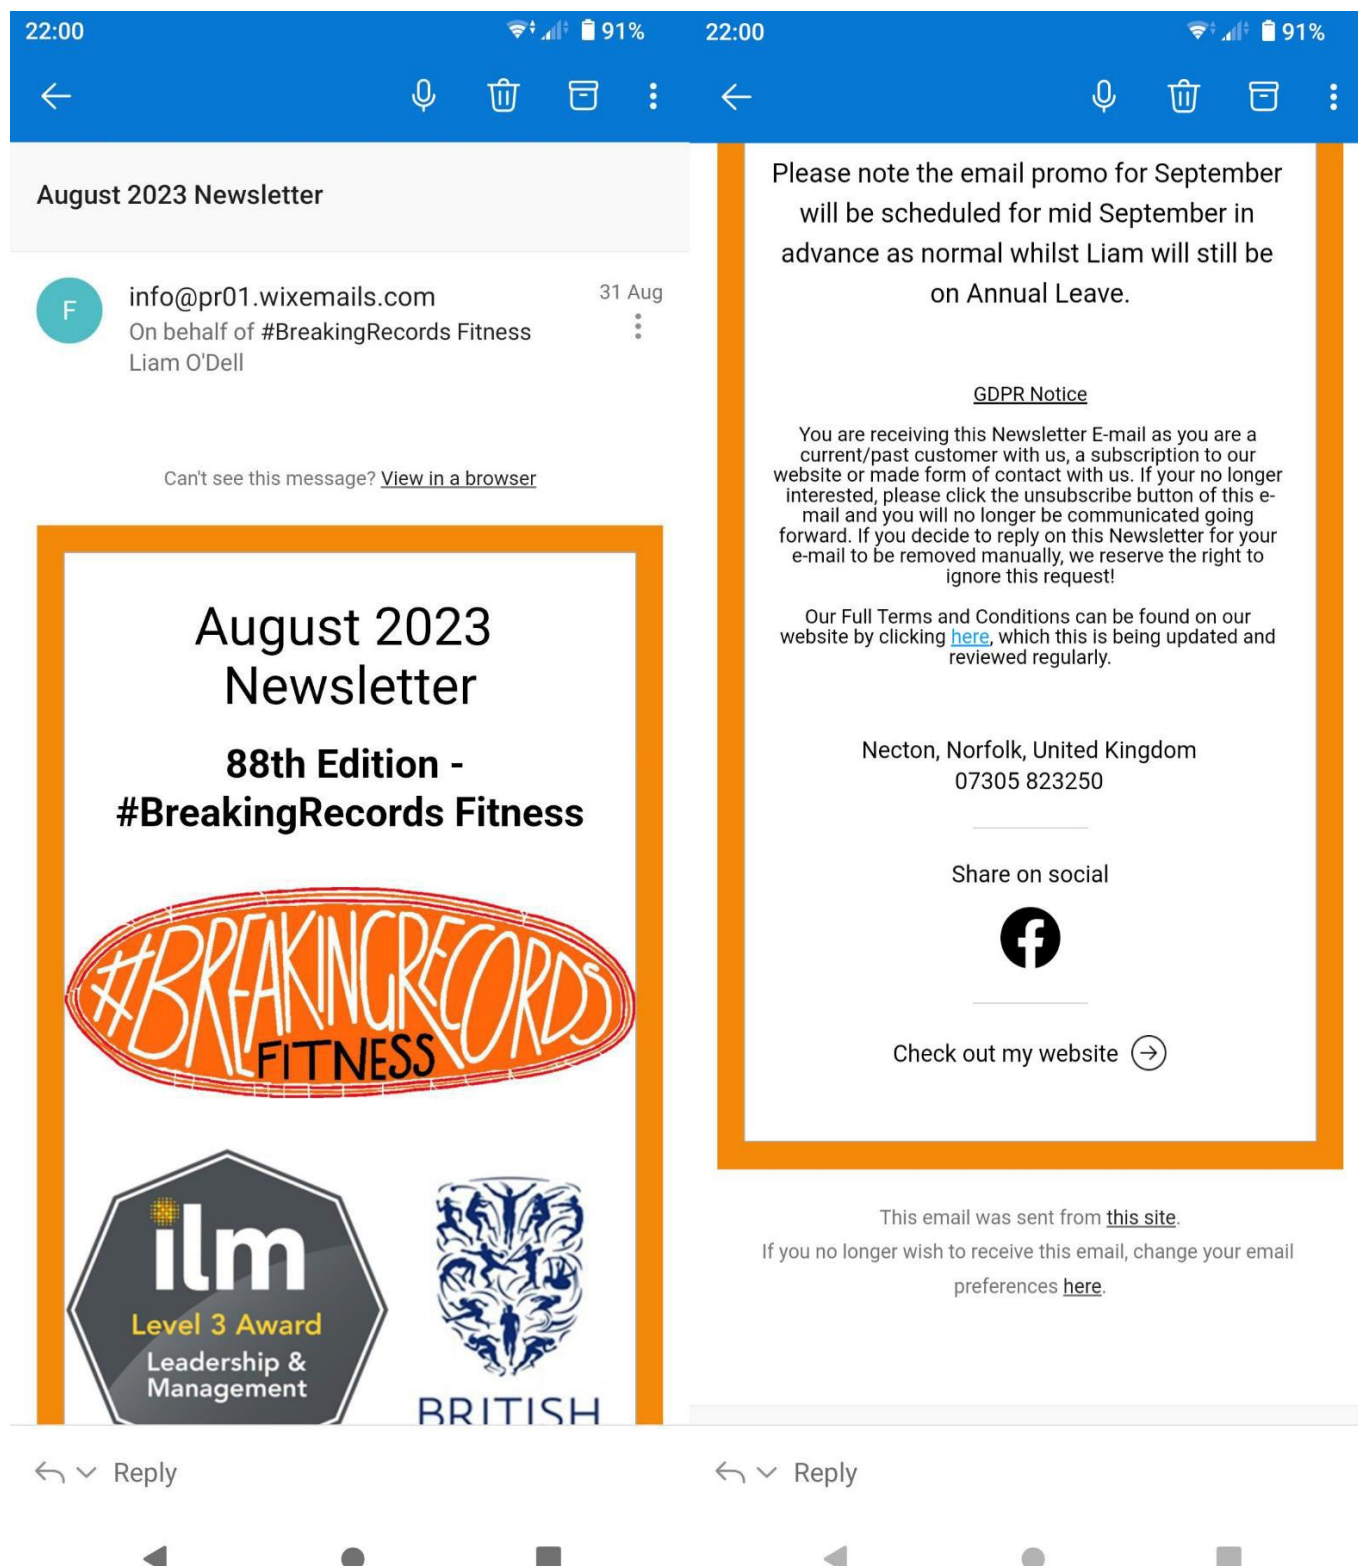 22:00
91%
August 2023 Newsletter
F
info@pr01.wixemails.com
31 Aug
On behalf of #BreakingRecords Fitness
Liam O'Dell
Can't see this message? View in a browser
August 2023
Newsletter
88th Edition -
#BreakingRecords Fitness
#BREAKINGRECORDS
FITNESS
ilm
Level 3 Award
Leadership &
Management
BRITISH
Reply
22:00
91%
Please note the email promo for September
will be scheduled for mid September in
advance as normal whilst Liam will still be
on Annual Leave.
GDPR Notice
You are receiving this Newsletter E-mail as you are a
current/past customer with us, a subscription to our
website or made form of contact with us. If your no longer
interested, please click the unsubscribe button of this e-
mail and you will no longer be communicated going
forward. If you decide to reply on this Newsletter for your
e-mail to be removed manually, we reserve the right to
ignore this request!
Our Full Terms and Conditions can be found on our
website by clicking here, which this is being updated and
reviewed regularly.
Necton, Norfolk, United Kingdom
07305 823250
Share on social
Check out my website
This email was sent from this site.
If you no longer wish to receive this email, change your email
preferences here.
Reply